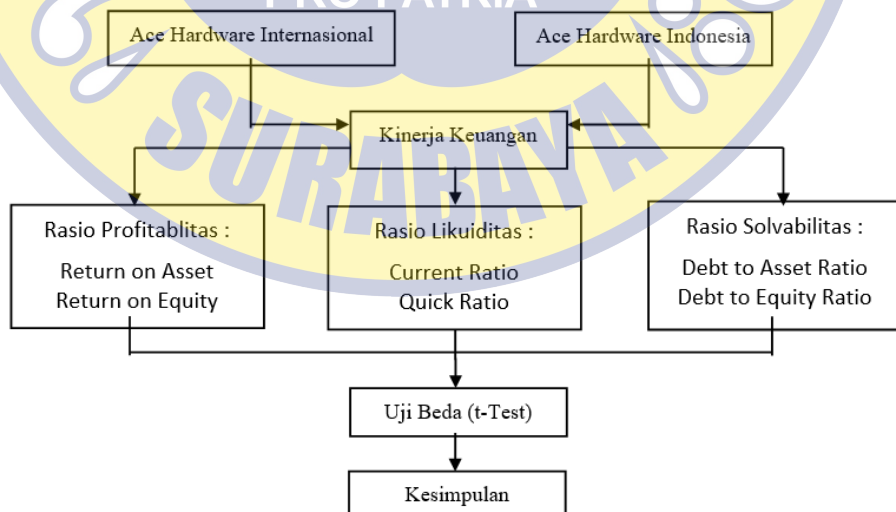 PRO PATRIA
Ace Hardware Internasional
Ace Hardware Indonesia
SURABAYA
Kinerja Keuangan
Rasio Profitablitas :
Return on Asset
Return on Equity
Rasio Likuiditas :
Current Ratio
Quick Ratio
Rasio Solvabilitas :
Debt to Asset Ratio
Debt to Equity Ratio
Uji Beda (t-Test)
Kesimpulan